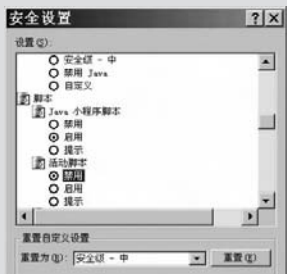 安全设置
设置(S):
安全级 - 中
禁用 Java
自定义
脚本
Java 小程序脚本
禁用
启用
提示
活动脚本
禁用
启用
提示
重置自定义设置
重置为(R): 安全级 - 中 重置(E)